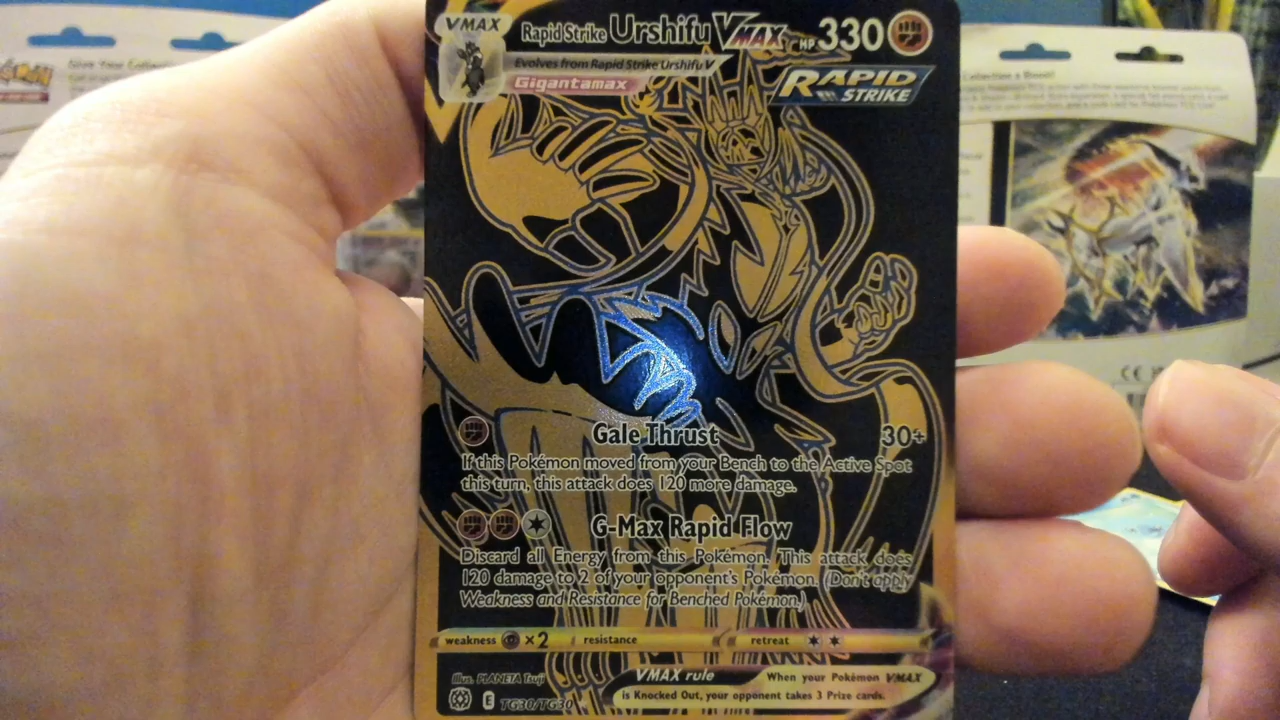 VMAX
Rapid Strike Urshifu VMAX HP 330
Evolves from Rapid Strike Urshifu V
Gigantamax
RAPID STRIKE
Gale Thrust 30+
If this Pokémon moved from your Bench to the Active Spot
this turn, this attack does 120 more damage.
G-Max Rapid Flow
Discard all Energy from this Pokémon. This attack does
120 damage to 2 of your opponent's Pokémon. (Don't apply
Weakness and Resistance for Benched Pokémon.)
weakness ×2 resistance retreat
Illus. PLANETA Tsuji
E TG30/TG30
VMAX rule When your Pokémon VMAX
is Knocked Out, your opponent takes 3 Prize cards.
CE